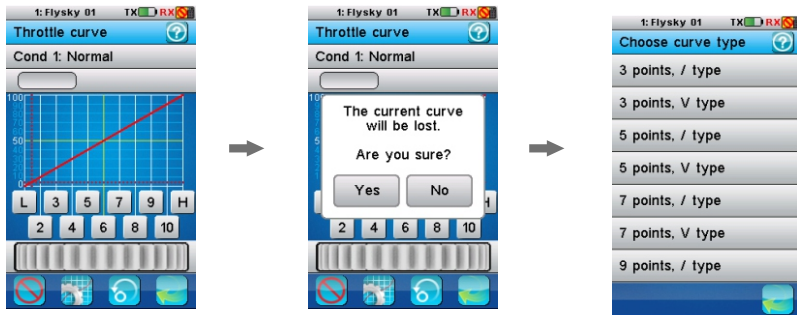 1: Flysky 01 TX RX
Throttle curve ?
Cond 1: Normal
100
50
0
L 3 5 7 9 H
2 4 6 8 10
1: Flysky 01 TX RX
Throttle curve ?
Cond 1: Normal
10
The current curve
will be lost.
Are you sure?
Yes No
H
2 4 6 8 10
1: Flysky 01 TX RX
Choose curve type ?
3 points, / type
3 points, V type
5 points, / type
5 points, V type
7 points, / type
7 points, V type
9 points, / type